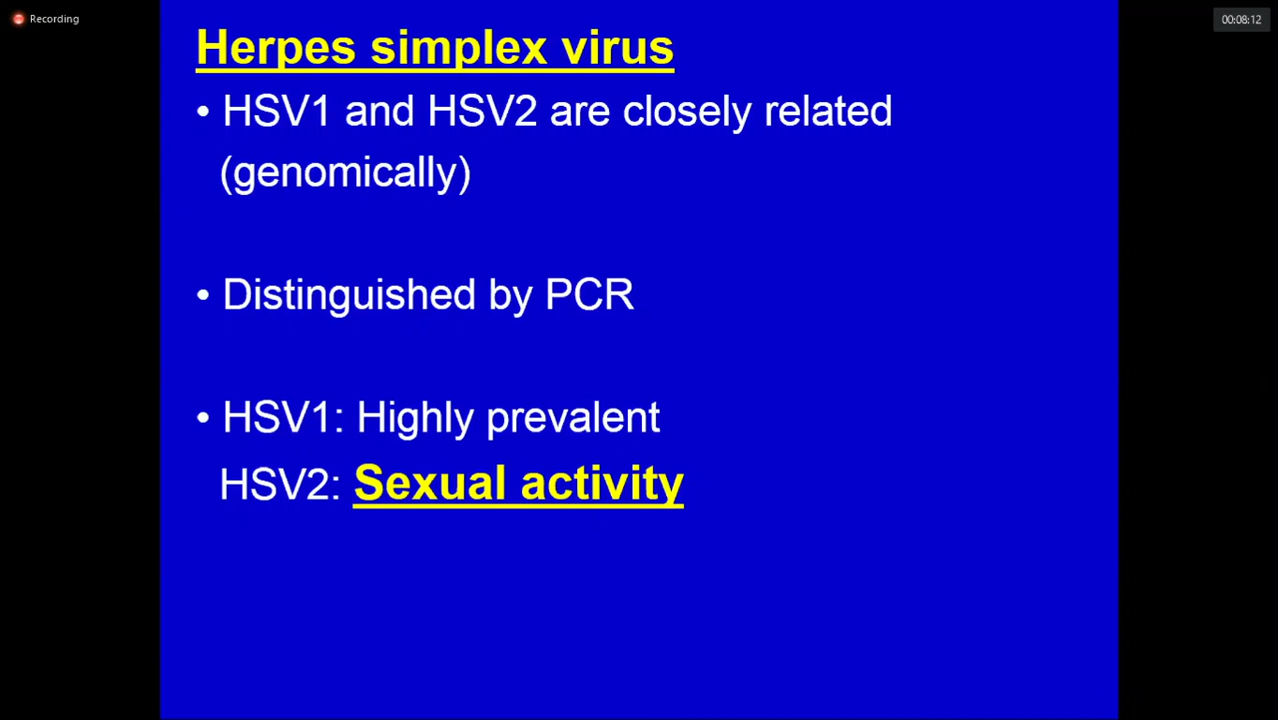 Recording
00:08:12
Herpes simplex virus
• HSV1 and HSV2 are closely related
(genomically)
• Distinguished by PCR
• HSV1: Highly prevalent
HSV2: Sexual activity